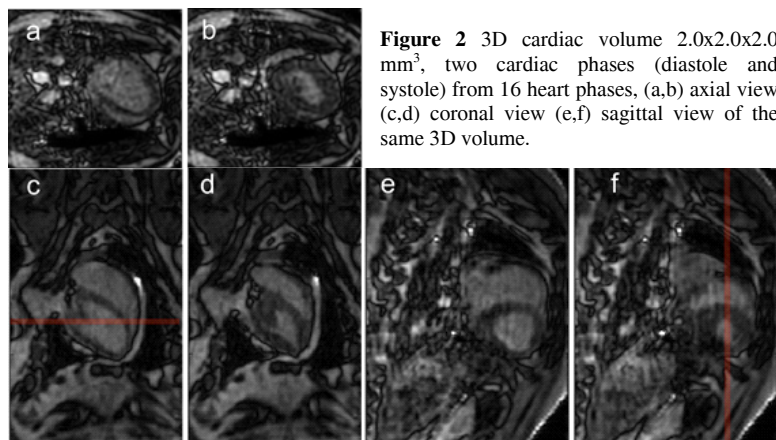 a
b
Figure 2 3D cardiac volume 2.0x2.0x2.0
mm³, two cardiac phases (diastole and
systole) from 16 heart phases, (a,b) axial view
(c,d) coronal view (e,f) sagittal view of the
same 3D volume.
c
d
e
f